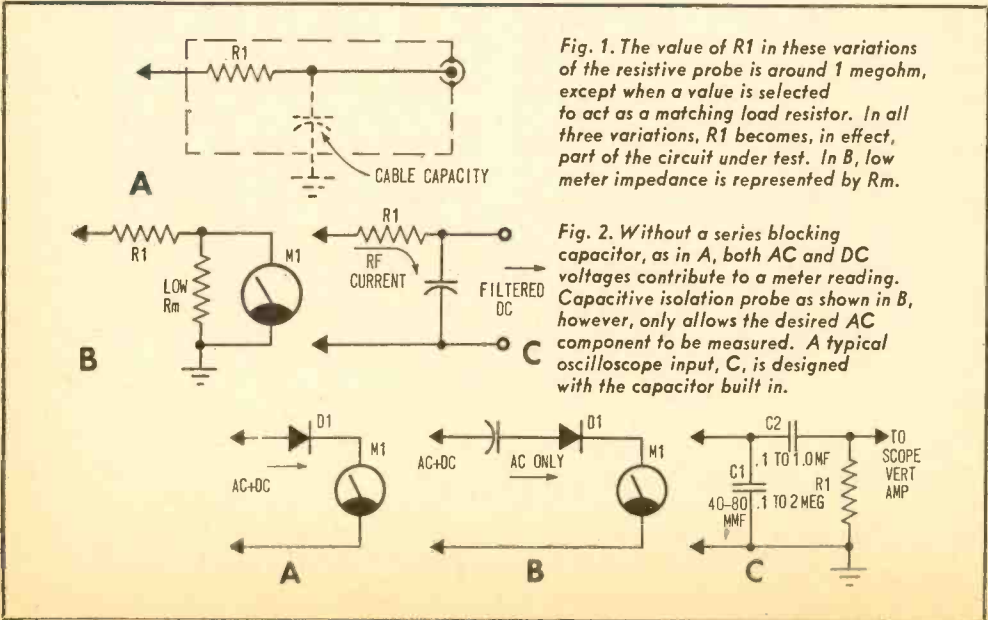 R1
CABLE CAPACITY
A
Fig. 1. The value of R1 in these variations
of the resistive probe is around 1 megohm,
except when a value is selected
to act as a matching load resistor. In all
three variations, R1 becomes, in effect,
part of the circuit under test. In B, low
meter impedance is represented by Rm.
R1
LOW
Rm
M1
B
R1
RF
CURRENT
FILTERED
DC
C
Fig. 2. Without a series blocking
capacitor, as in A, both AC and DC
voltages contribute to a meter reading.
Capacitive isolation probe as shown in B,
however, only allows the desired AC
component to be measured. A typical
oscilloscope input, C, is designed
with the capacitor built in.
D1
M1
AC+DC
A
D1
M1
AC+DC
AC ONLY
B
C2
.1 TO 1.0MF
TO
SCOPE
VERT
AMP
C1
R1
40-80
MMF
.1 TO 2 MEG
C